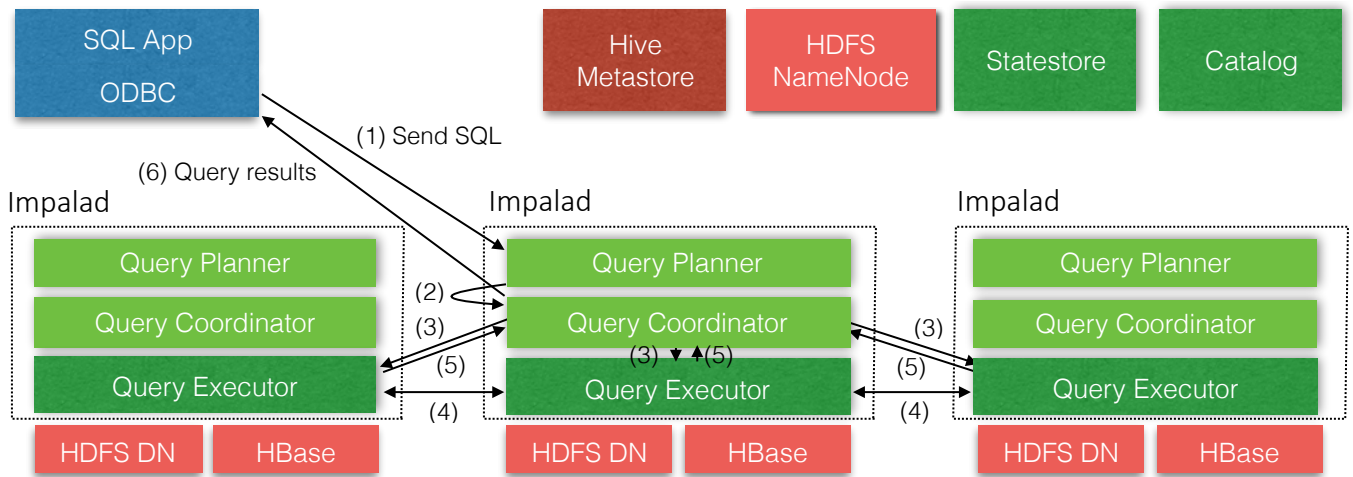 SQL App
ODBC
Hive
Metastore
HDFS
NameNode
Statestore
Catalog
(1) Send SQL
(6) Query results
Impalad
Impalad
Impalad
Query Planner
Query Planner
Query Planner
(2)
Query Coordinator
Query Coordinator
Query Coordinator
(3)
(3)
(3)
(5)
(5)
(5)
Query Executor
Query Executor
Query Executor
(4)
(4)
HDFS DN
HBase
HDFS DN
HBase
HDFS DN
HBase